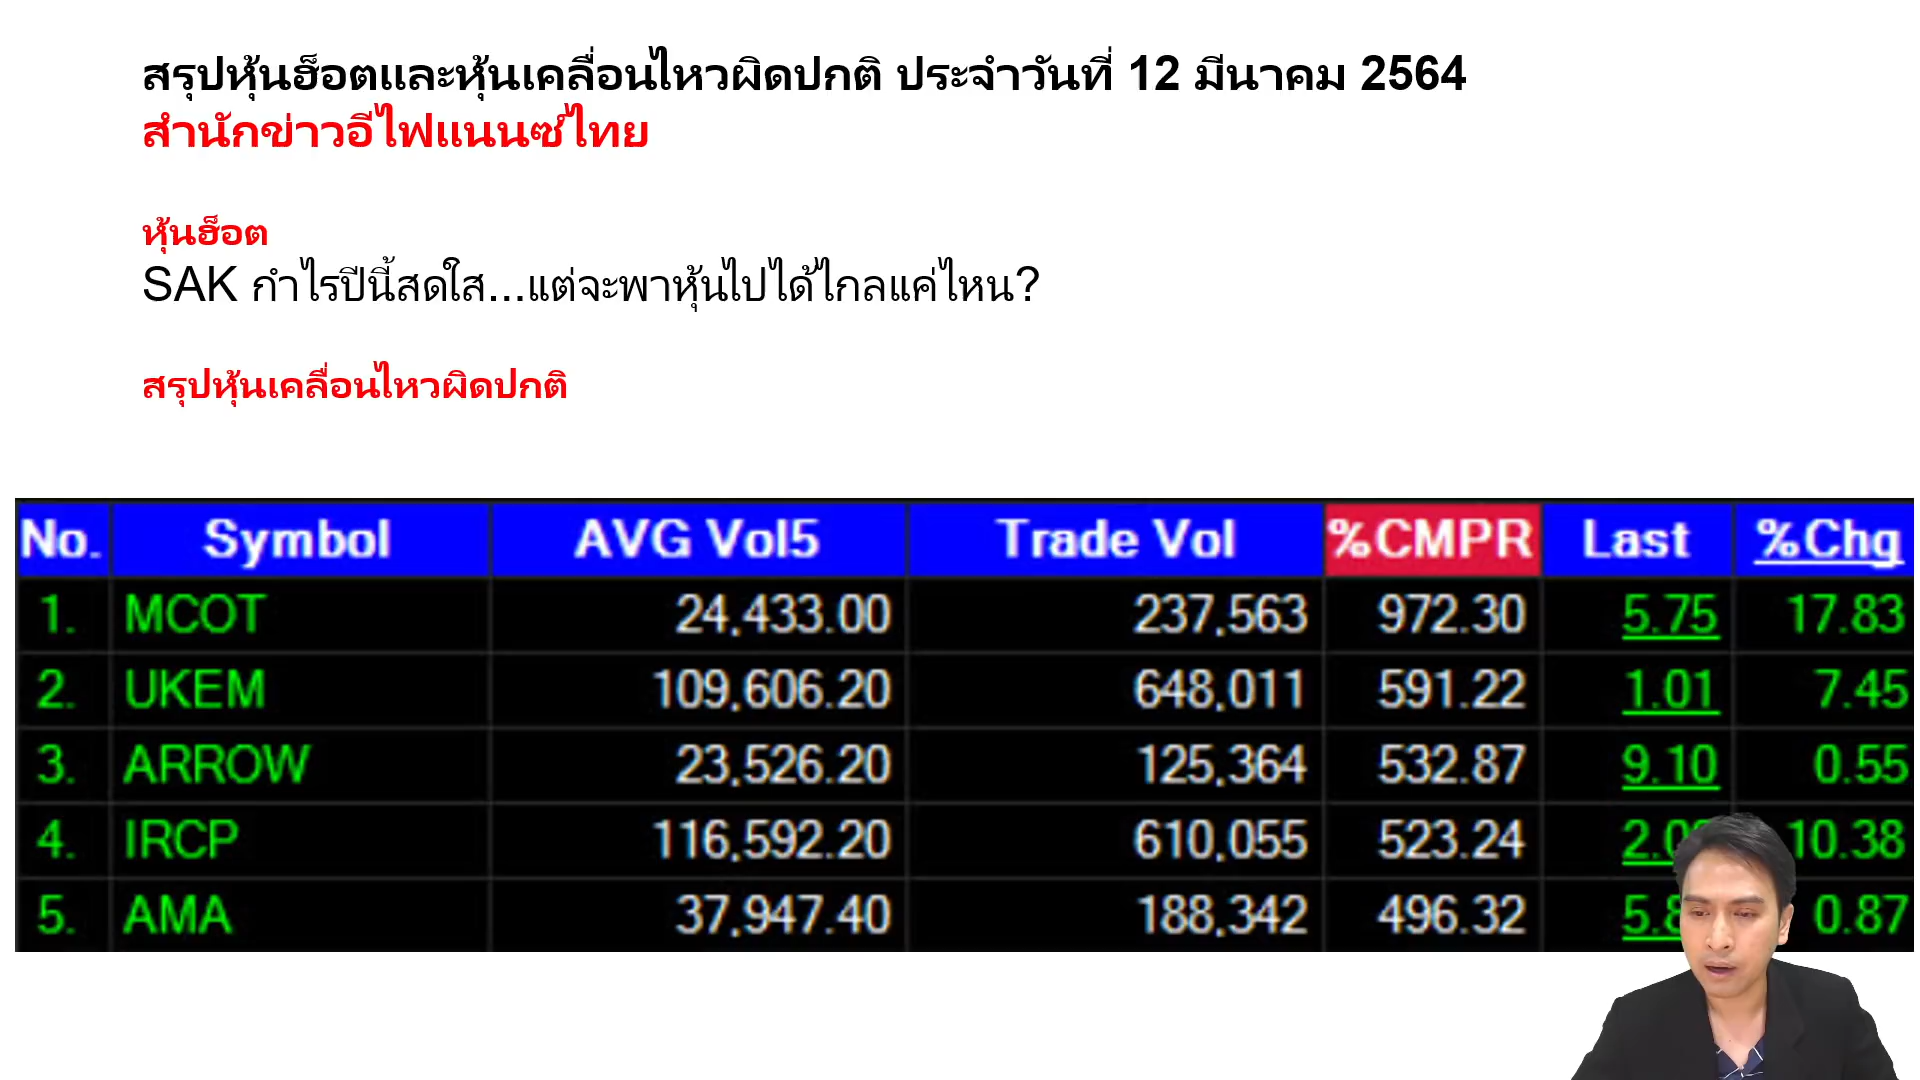 สรุปหุ้นฮ็อตและหุ้นเคลื่อนไหวผิดปกติ ประจำวันที่ 12 มีนาคม 2564
สำนักข่าวอีไฟแนนซ์ไทย
หุ้นฮ็อต
SAK กำไรปีนี้สดใส...แต่จะพาหุ้นไปได้ไกลแค่ไหน?
สรุปหุ้นเคลื่อนไหวผิดปกติ
No. Symbol AVG Vol5 Trade Vol %CMPR Last %Chg
1. MCOT 24,433.00 237,563 972.30 5.75 17.83
2. UKEM 109,606.20 648,011 591.22 1.01 7.45
3. ARROW 23,526.20 125,364 532.87 9.10 0.55
4. IRCP 116,592.20 610,055 523.24 10.38
5. AMA 37,947.40 188,342 496.32 0.87